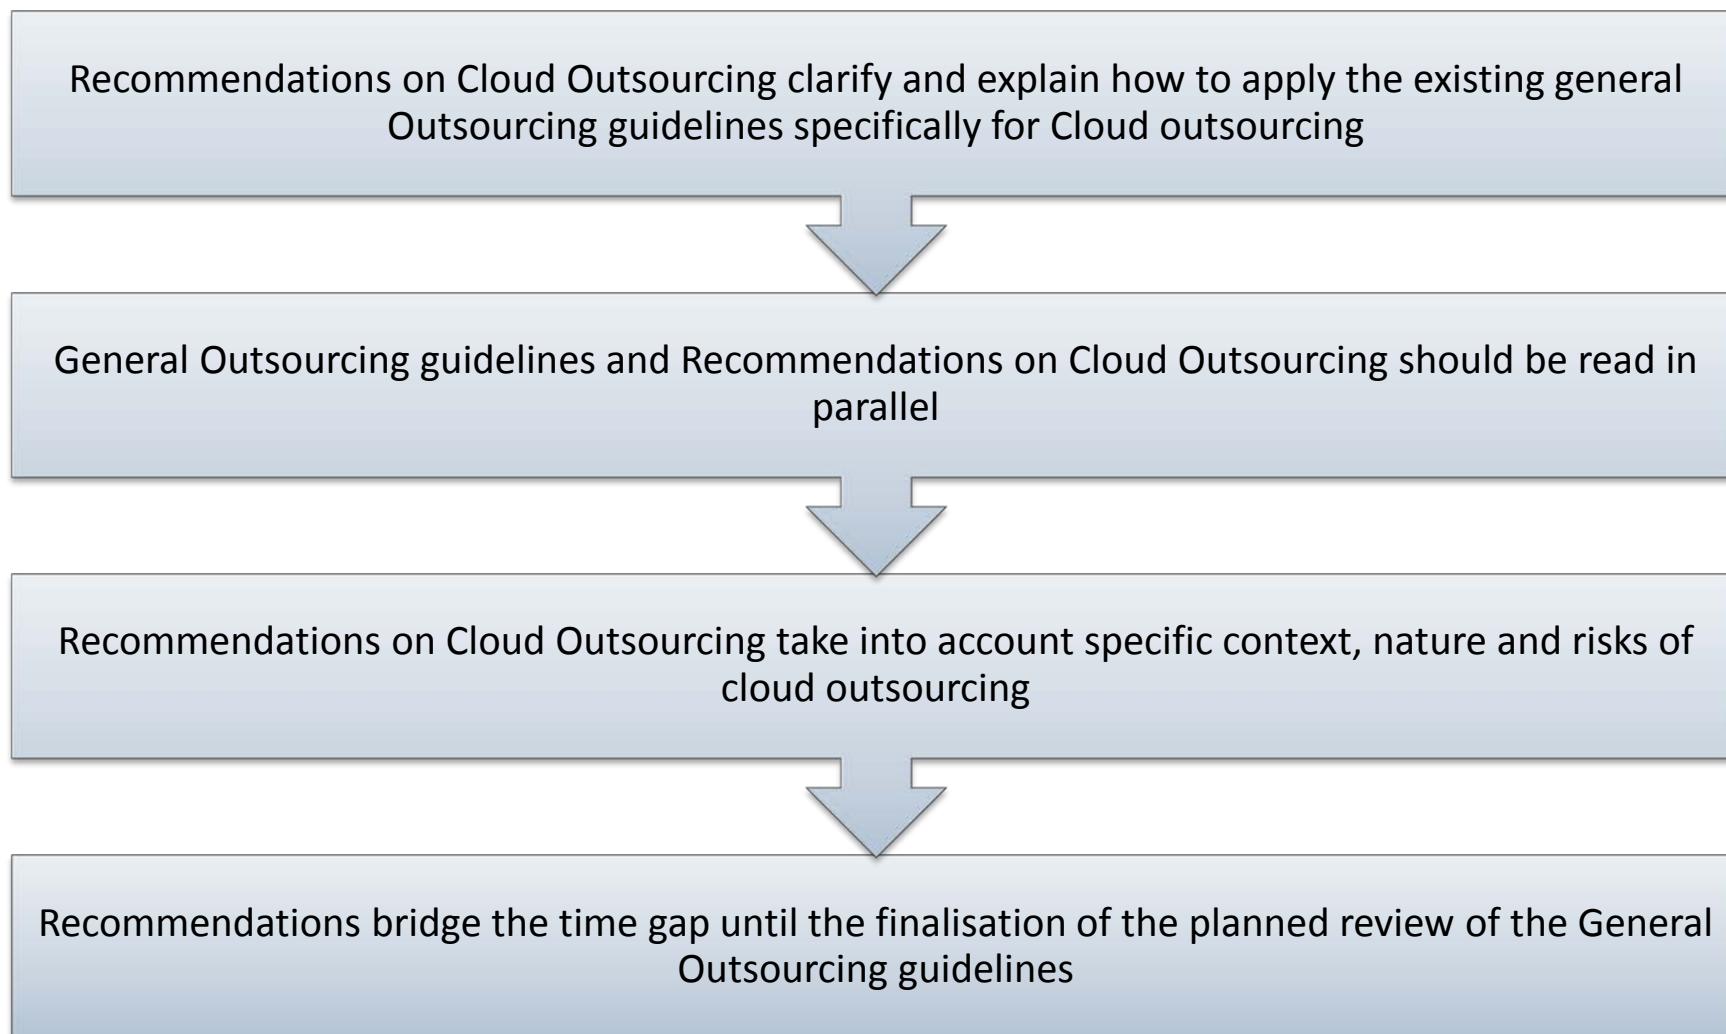 Recommendations on Cloud Outsourcing clarify and explain how to apply the existing general
Outsourcing guidelines specifically for Cloud outsourcing
General Outsourcing guidelines and Recommendations on Cloud Outsourcing should be read in
parallel
Recommendations on Cloud Outsourcing take into account specific context, nature and risks of
cloud outsourcing
Recommendations bridge the time gap until the finalisation of the planned review of the General
Outsourcing guidelines